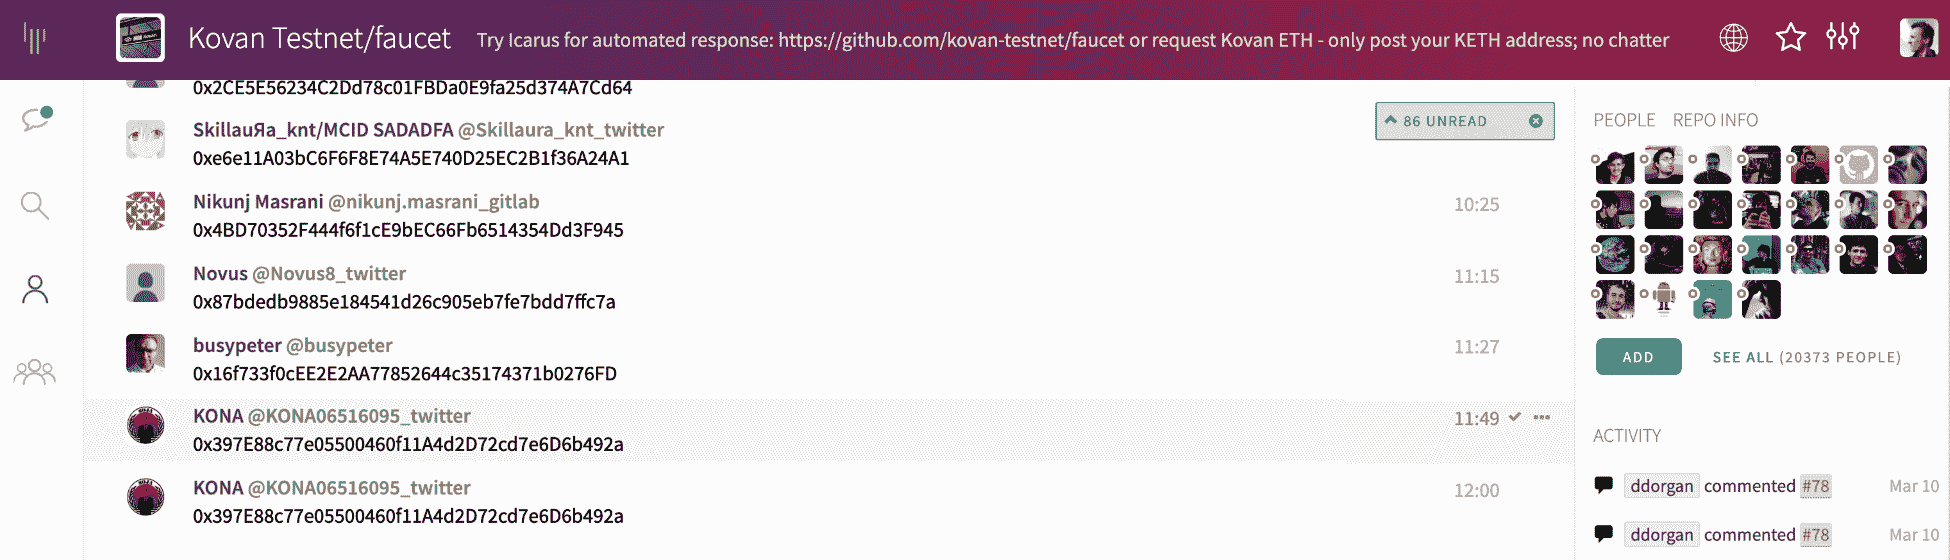 Kovan Testnet/faucet Try Icarus for automated response: https://github.com/kovan-testnet/faucet or request Kovan ETH - only post your KETH address; no chatter
0x2CE5E56234C2Dd78c01FBDa0E9fa25d374A7Cd64
SkillauЯa_knt/MCID SADADFA @Skillaura_knt_twitter
0xe6e11A03bC6F6F8E74A5E740D25EC2B1f36A24A1
Nikunj Masrani @nikunj.masrani_gitlab 10:25
0x4BD70352F444f6f1cE9bEC66Fb6514354Dd3F945
Novus @Novus8_twitter 11:15
0x87bdedb9885e184541d26c905eb7fe7bdd7ffc7a
busypeter @busypeter 11:27
0x16f733f0cEE2E2AA77852644c35174371b0276FD
KONA @KONA06516095_twitter 11:49
0x397E88c77e05500460f11A4d2D72cd7e6D6b492a
KONA @KONA06516095_twitter 12:00
0x397E88c77e05500460f11A4d2D72cd7e6D6b492a
86 UNREAD
PEOPLE REPO INFO
ADD SEE ALL (20373 PEOPLE)
ACTIVITY
ddorgan commented #78 Mar 10
ddorgan commented #78 Mar 10